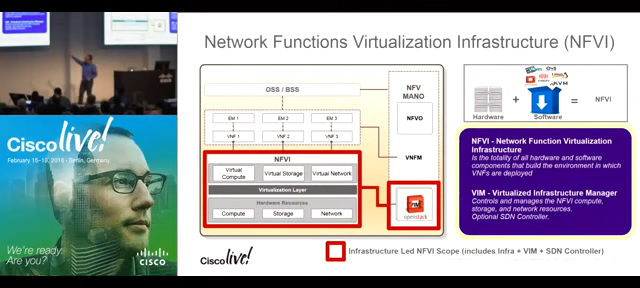 Network Functions Virtualization Infrastructure (NFVI)
OSS / BSS
NFV
MANO
EM 1
EM 2
EM 3
NFVO
VNF 1
VNF 2
VNF 3
VNFM
NFVI
Virtual
Compute
Virtual Storage
Virtual Network
Virtualization Layer
Hardware Resources
Compute
Storage
Network
VIM
openstack
KVM
Hardware
+
Software
=
NFVI
NFVI - Network Function Virtualization
Infrastructure
Is the totality of all hardware and software
components that build the environment in which
VNFs are deployed
VIM - Virtualized Infrastructure Manager
Controls and manages the NFVI compute,
storage, and network resources.
Optional SDN Controller.
Infrastructure Led NFVI Scope (includes Infra + VIM + SDN Controller)
Cisco live!
Cisco live!
February 15-19, 2016 • Berlin, Germany
We're ready.
Are you?
CISCO